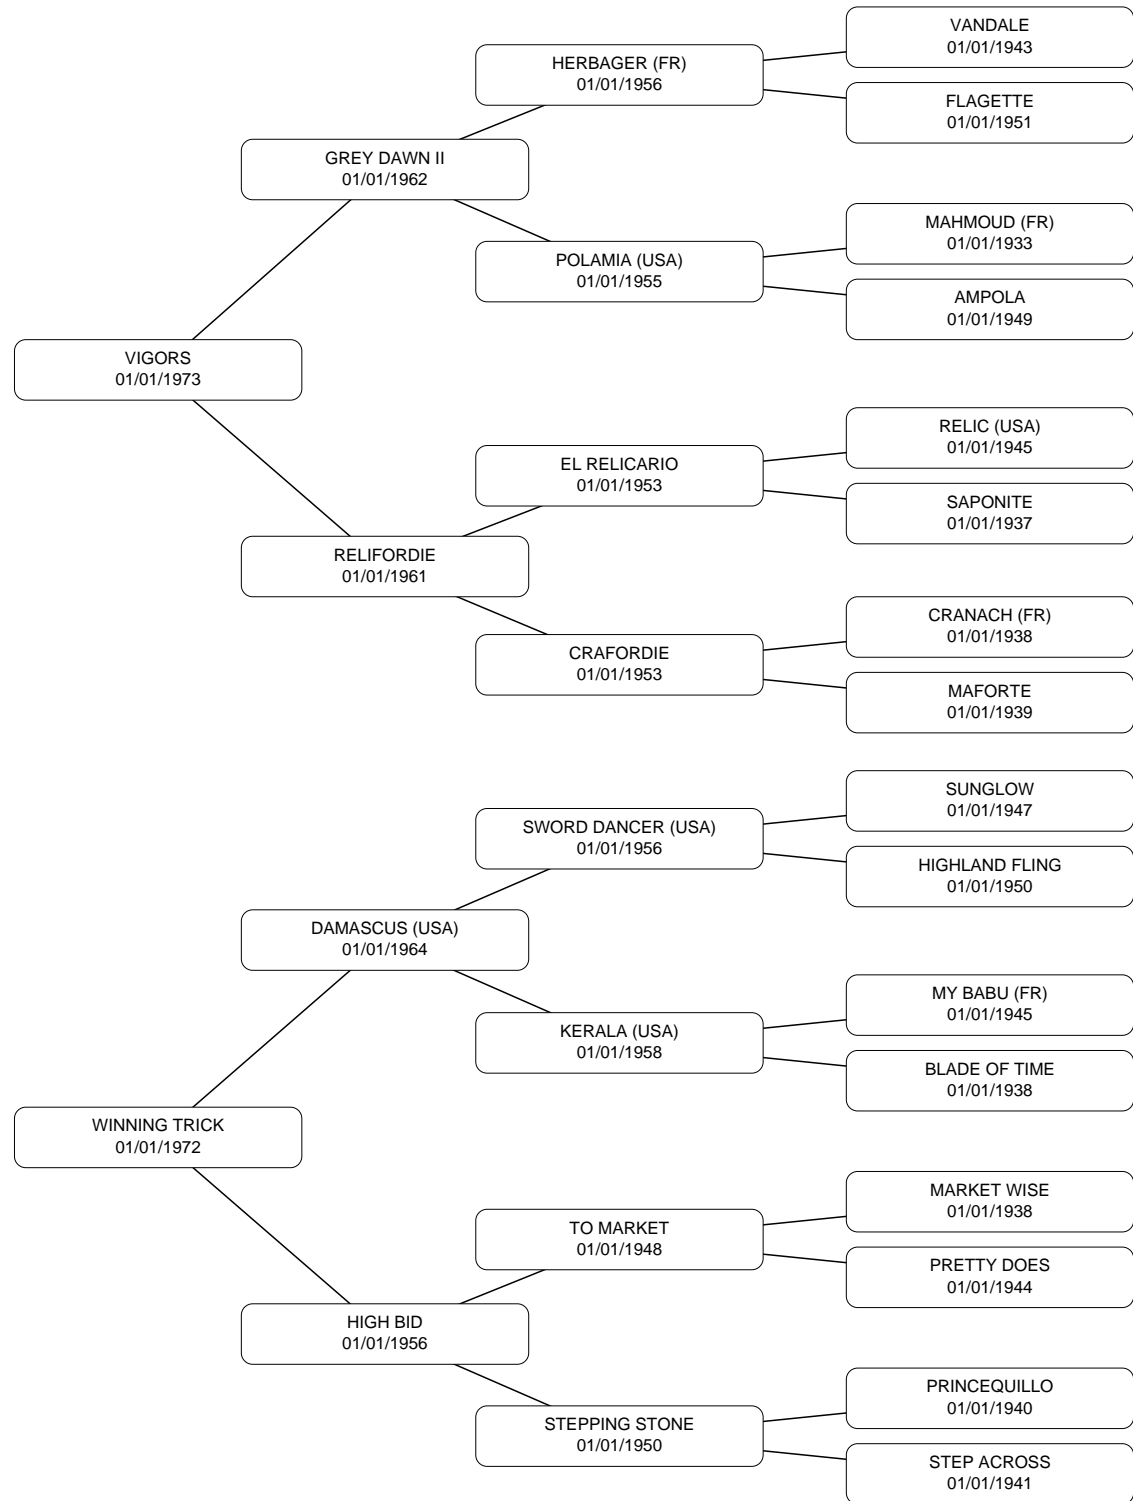 VANDALE
01/01/1943
HERBAGER (FR)
01/01/1956
FLAGETTE
01/01/1951
GREY DAWN II
01/01/1962
MAHMOUD (FR)
01/01/1933
POLAMIA (USA)
01/01/1955
AMPOLA
01/01/1949
VIGORS
01/01/1973
RELIC (USA)
01/01/1945
EL RELICARIO
01/01/1953
SAPONITE
01/01/1937
RELIFORDIE
01/01/1961
CRANACH (FR)
01/01/1938
CRAFORDIE
01/01/1953
MAFORTE
01/01/1939
SUNGLOW
01/01/1947
SWORD DANCER (USA)
01/01/1956
HIGHLAND FLING
01/01/1950
DAMASCUS (USA)
01/01/1964
MY BABU (FR)
01/01/1945
KERALA (USA)
01/01/1958
BLADE OF TIME
01/01/1938
WINNING TRICK
01/01/1972
MARKET WISE
01/01/1938
TO MARKET
01/01/1948
PRETTY DOES
01/01/1944
HIGH BID
01/01/1956
PRINCEQUILLO
01/01/1940
STEPPING STONE
01/01/1950
STEP ACROSS
01/01/1941